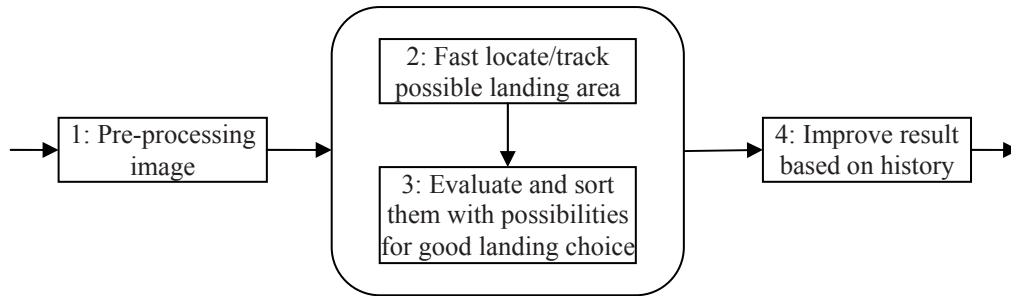 1: Pre-processing
image
2: Fast locate/track
possible landing area
3: Evaluate and sort
them with possibilities
for good landing choice
4: Improve result
based on history